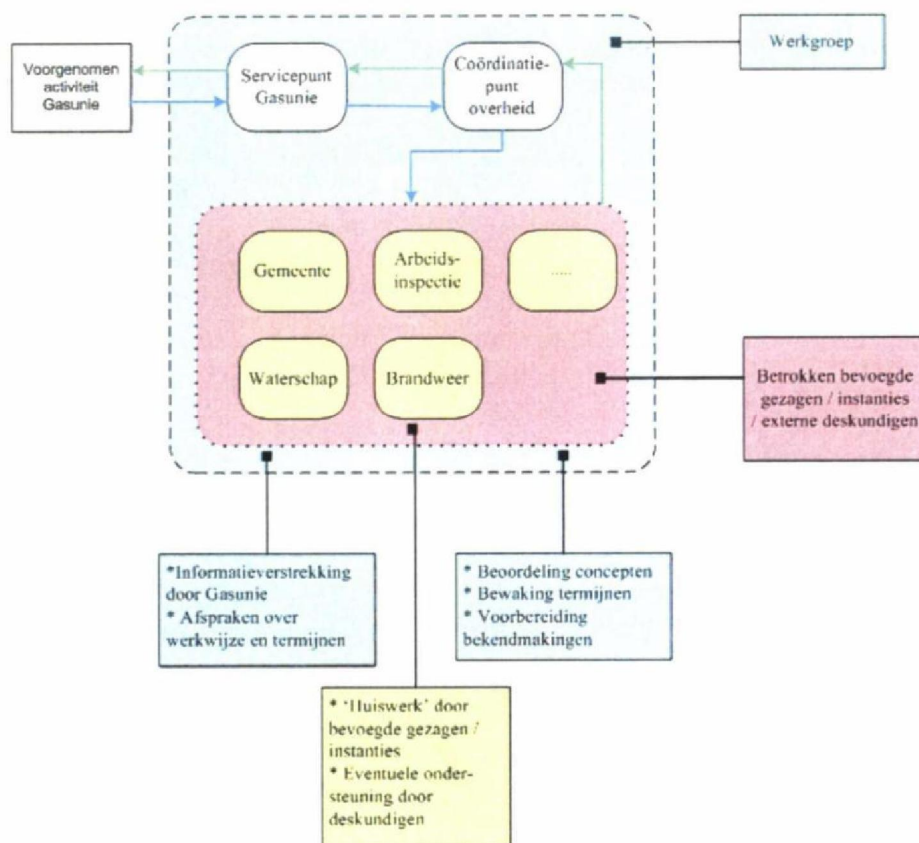 Werkgroep
Voorgenomen
activiteit
Gasunie
Servicepunt
Gasunie
Coördinatie-
punt
overheid
Gemeente
Arbeids-
inspectie
.....
Waterschap
Brandweer
Betrokken bevoegde
gezagen / instanties
/ externe deskundigen
*Informatieverstrekking
door Gasunie
* Afspraken over
werkwijze en termijnen
* Beoordeling concepten
* Bewaking termijnen
* Voorbereiding
bekendmakingen
* 'Huiswerk' door
bevoegde gezagen /
instanties
* Eventuele onder-
steuning door
deskundigen